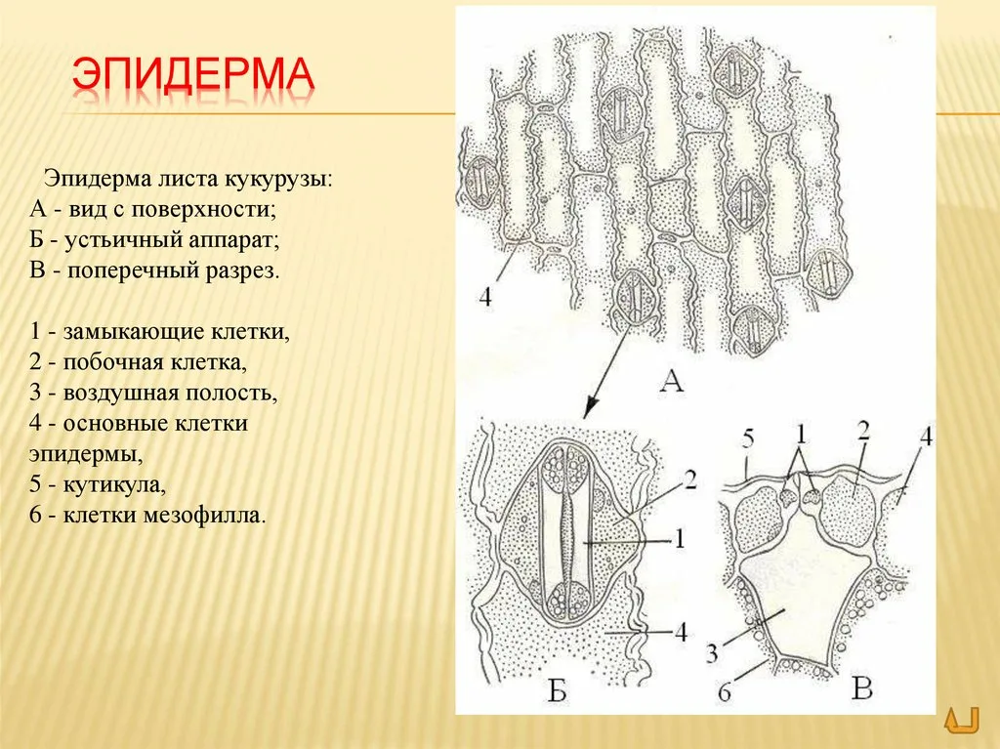 ЭПИДЕРМА
Эпидерма листа кукурузы:
А - вид с поверхности;
Б - устьичный аппарат;
В - поперечный разрез.
1 - замыкающие клетки,
2 - побочная клетка,
3 - воздушная полость,
4 - основные клетки
эпидермы,
5 - кутикула,
6 - клетки мезофилла.
4
А
2
1
4
Б
5 1 2 4
3
6
В